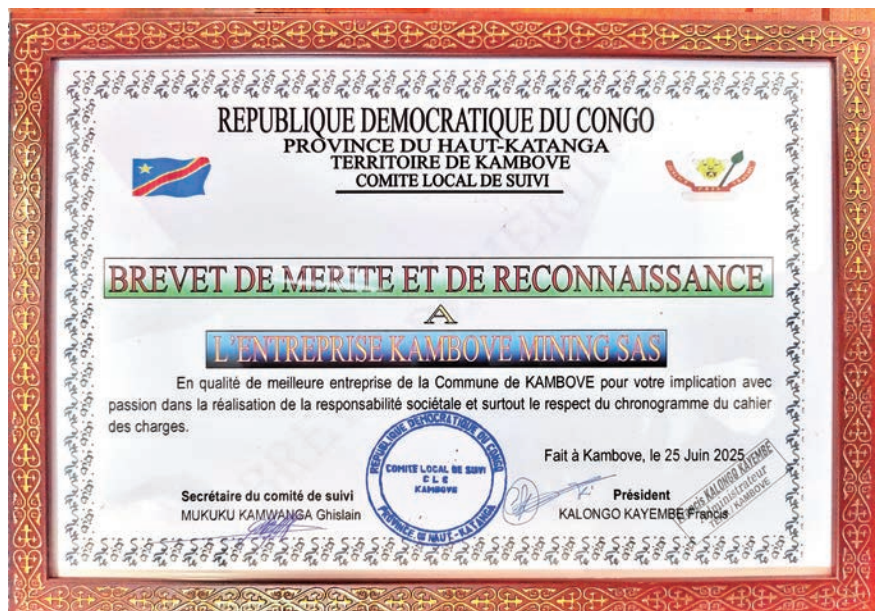 REPUBLIQUE DEMOCRATIQUE DU CONGO
PROVINCE DU HAUT-KATANGA
TERRITOIRE DE KAMBOVE
COMITE LOCAL DE SUIVI
BREVET DE MERITE ET DE RECONNAISSANCE
A
L'ENTREPRISE KAMBOVE MINING SAS
En qualité de meilleure entreprise de la Commune de KAMBOVE pour votre implication avec
passion dans la réalisation de la responsabilité sociétale et surtout le respect du chronogramme du cahier
des charges.
Fait à Kambove, le 25 Juin 2025
REPUBLIQUE DEMOCRATIQUE DU CONGO
COMITE LOCAL DE SUIVI
KAMBOVE
PROVINCE HAUT-KATANGA
Secrétaire du comité de suivi
MUKUKU KAMWANGA Ghislain
Président
KALONGO KAYEMBE Francis
Francis KALONGO KAYEMBE
Administrateur
KAMBOVE